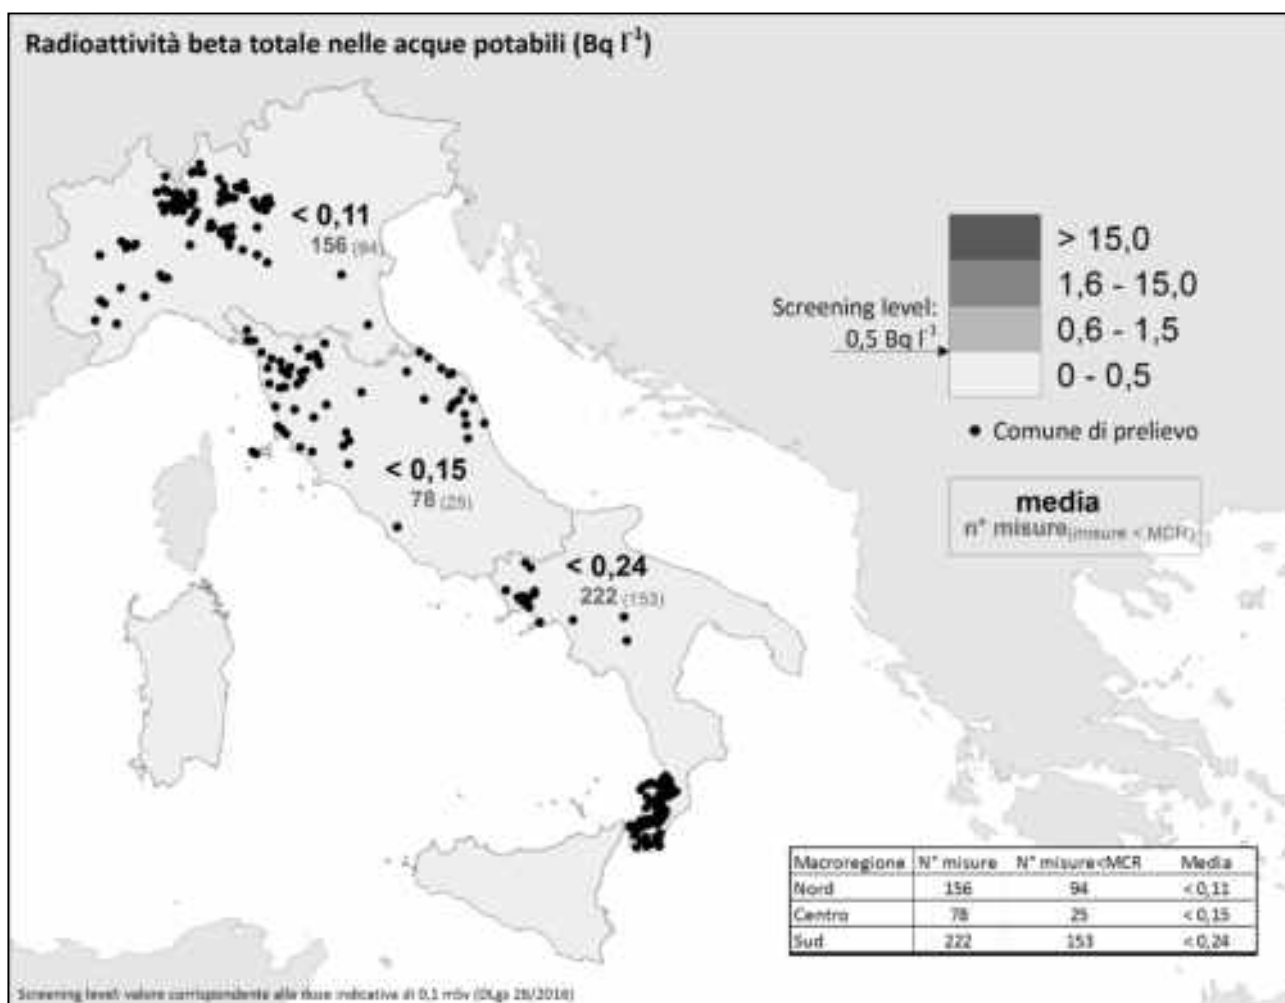 Radioattività beta totale nelle acque potabili (Bq l⁻¹)
< 0,11
156 (94)
< 0,15
78 (25)
< 0,24
222 (153)
Screening level:
0,5 Bq l⁻¹
> 15,0
1,6 - 15,0
0,6 - 1,5
0 - 0,5
Comune di prelievo
media
n° misure(misure < MCR)
Macroregione N° misure N° misure<MCR Media
Nord 156 94 < 0,11
Centro 78 25 < 0,15
Sud 222 153 < 0,24
Screening level: valore corrispondente alla dose indicativa di 0,1 mSv (DLgs 28/2016)